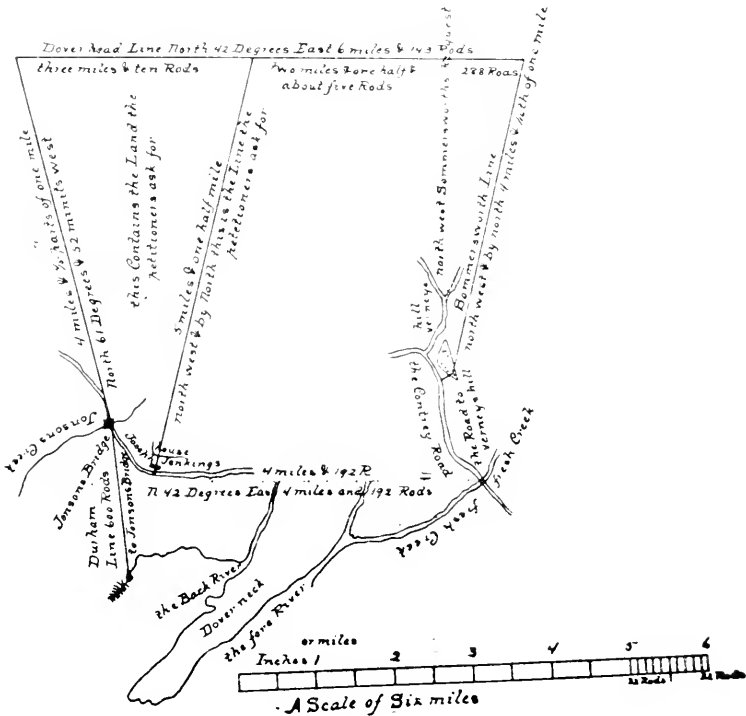 Dover head Line North 42 Degrees East 6 miles & 143 Rods
three miles & ten Rods
two miles & one half &
about five Rods
288 Roads
4 miles & 
parts of one mile
North 61 Degrees & 52 minits west
this Contains the Land the
petitioners ask for
5 miles & one half mile
north west & by North this is the Line the
petitioners ask for
north west Sommersworth
Sommersworth Line
north west & by north 4 miles & 
of one mile
hill
verneys
the Contrey Road
The Road to
verneys hill
fresh Creek
fresh Creek
Jonsons Creek
Jonsons Bridge
Joseph
house
Jenkings
4 miles & 192 R
N 42 Degrees East 4 miles and 192 Rods
Durham
Line 600 Rods
to Jonsons Bridge
the Back River
Dover neck
the fore River
or miles
Inches 1 2 3 4 5 6
Rods
Rods
A Scale of Six miles